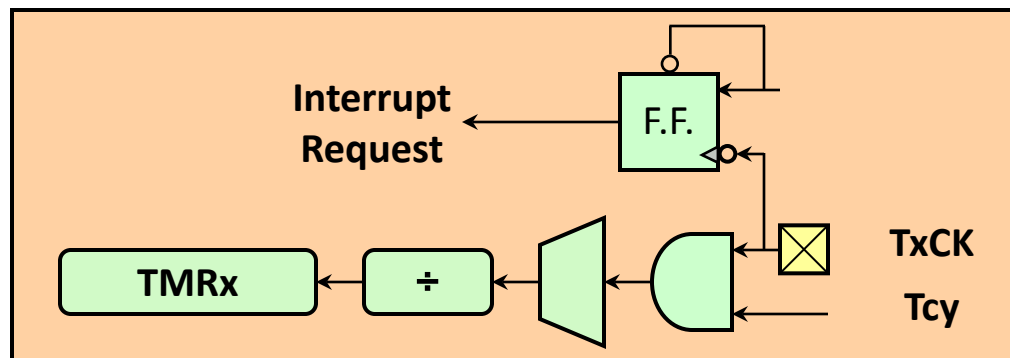 Interrupt
Request
F.F.
TxCK
TMRx
÷
Tcy